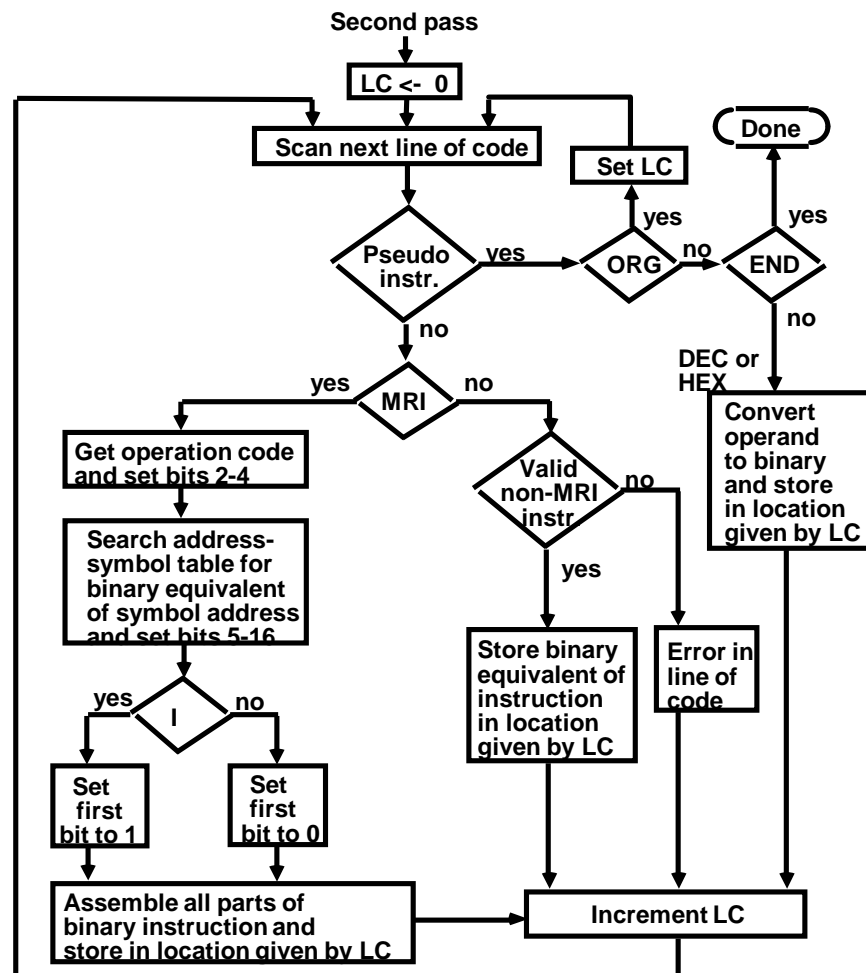 Second pass
LC <- 0
Scan next line of code
Done
Set LC
yes
yes
Pseudo
instr.
yes
ORG
no
END
no
no
DEC or
HEX
yes
MRI
no
Convert
operand
to binary
and store
in location
given by LC
Get operation code
and set bits 2-4
Valid
non-MRI
instr.
no
yes
Search address-
symbol table for
binary equivalent
of symbol address
and set bits 5-16
Store binary
equivalent of
instruction
in location
given by LC
Error in
line of
code
yes
I
no
Set
first
bit to 1
Set
first
bit to 0
Assemble all parts of
binary instruction and
store in location given by LC
Increment LC